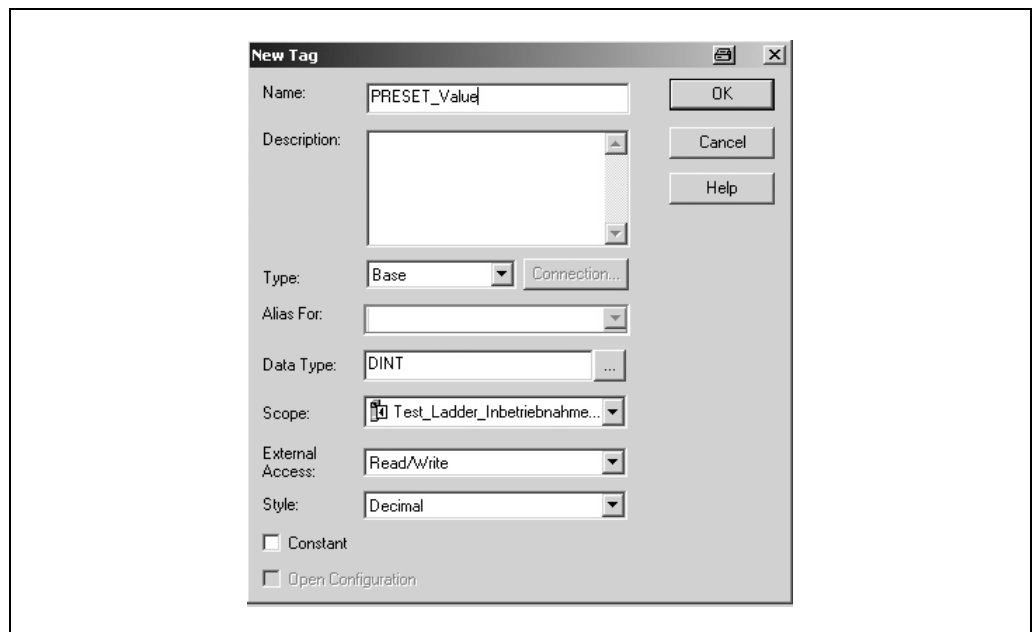 New Tag
Name:
PRESET_Value
OK
Description:
Cancel
Help
Type:
Base
Connection...
Alias For:
Data Type:
DINT
...
Scope:
Test_Ladder_Inbetriebnahme...
External
Access:
Read/Write
Style:
Decimal
Constant
Open Configuration